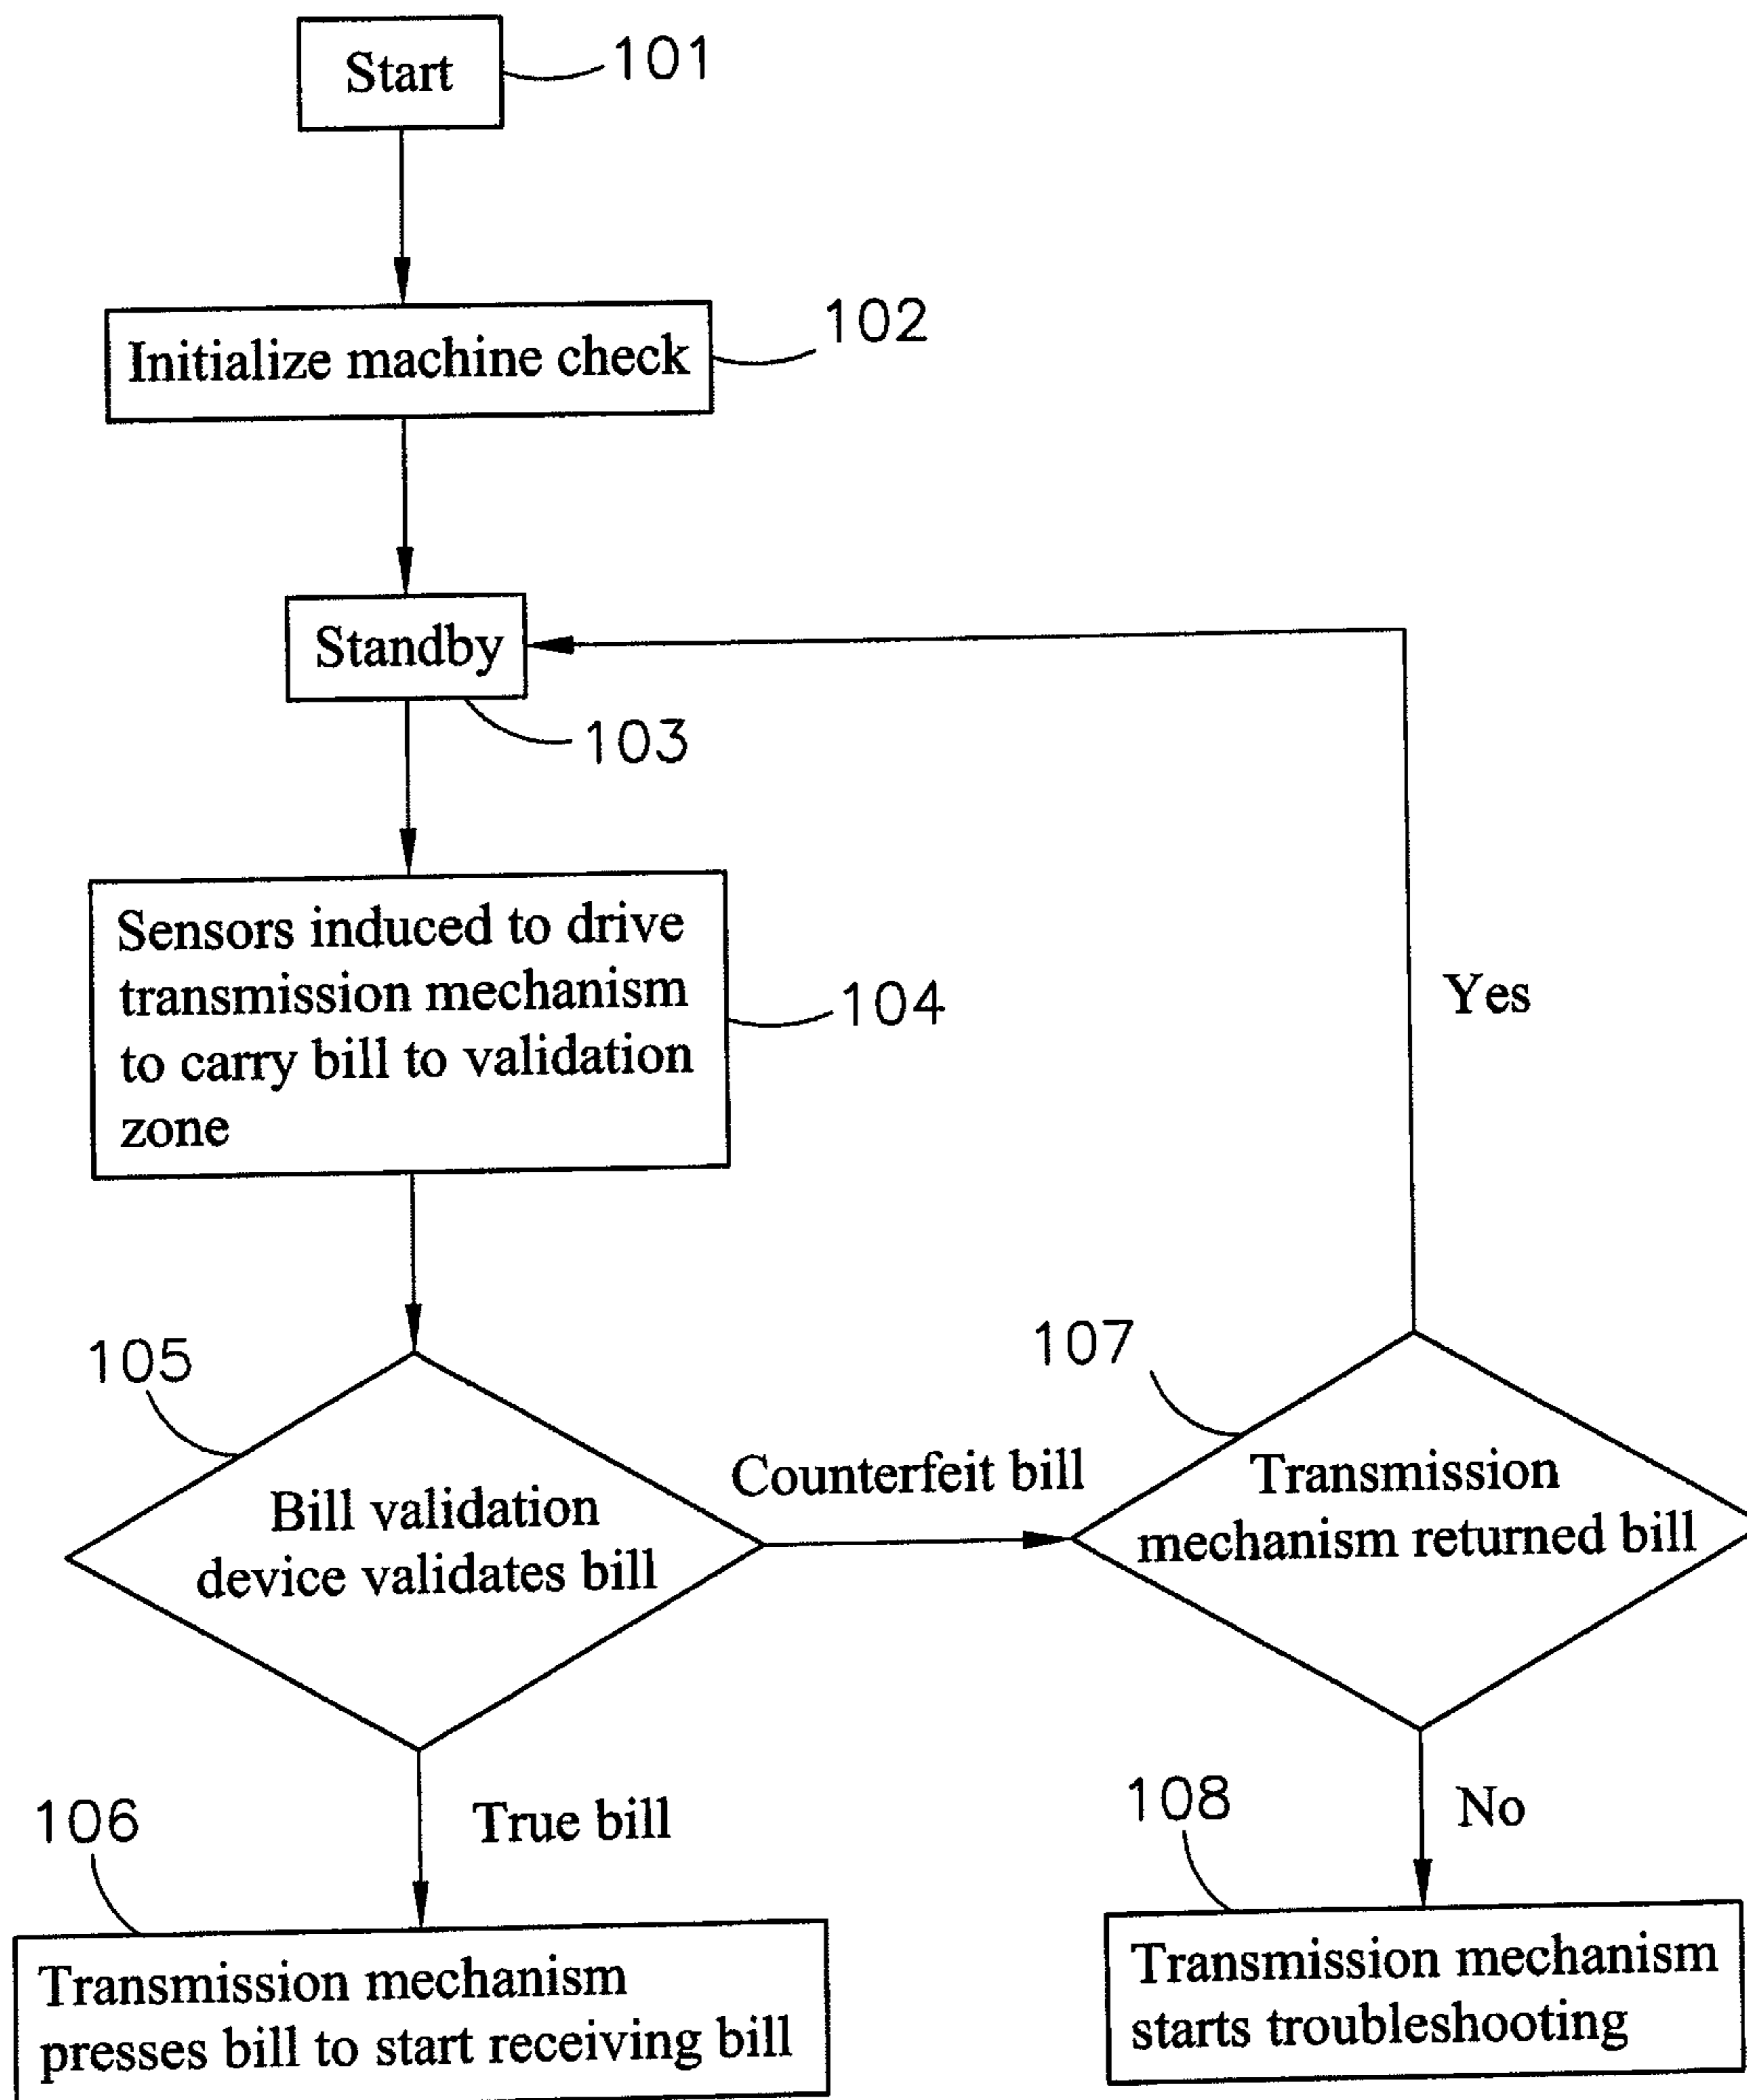 Start
101
Initialize machine check
102
Standby
103
Sensors induced to drive
transmission mechanism
to carry bill to validation
zone
104
Yes
105
Bill validation
device validates bill
Counterfeit bill
107
Transmission
mechanism returned bill
True bill
No
106
Transmission mechanism
presses bill to start receiving bill
108
Transmission mechanism
starts troubleshooting